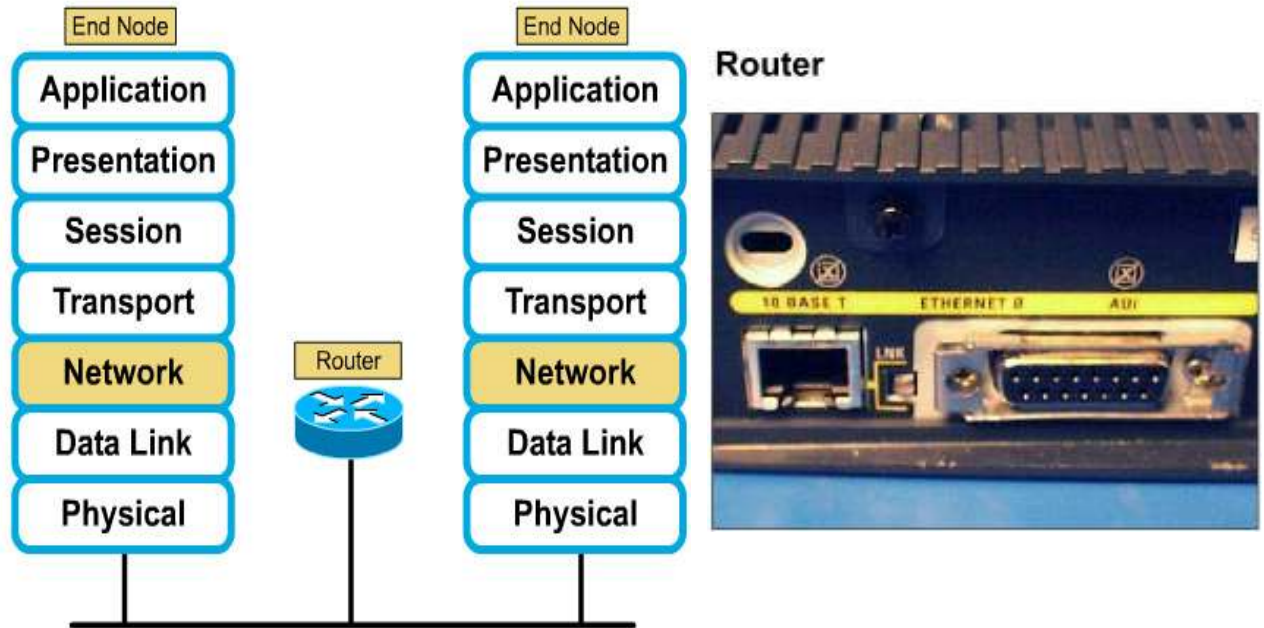 End Node
Application
Presentation
Session
Transport
Network
Data Link
Physical
Router
End Node
Application
Presentation
Session
Transport
Network
Data Link
Physical
Router
10 BASE T
ETHERNET 0
AUI
LNK